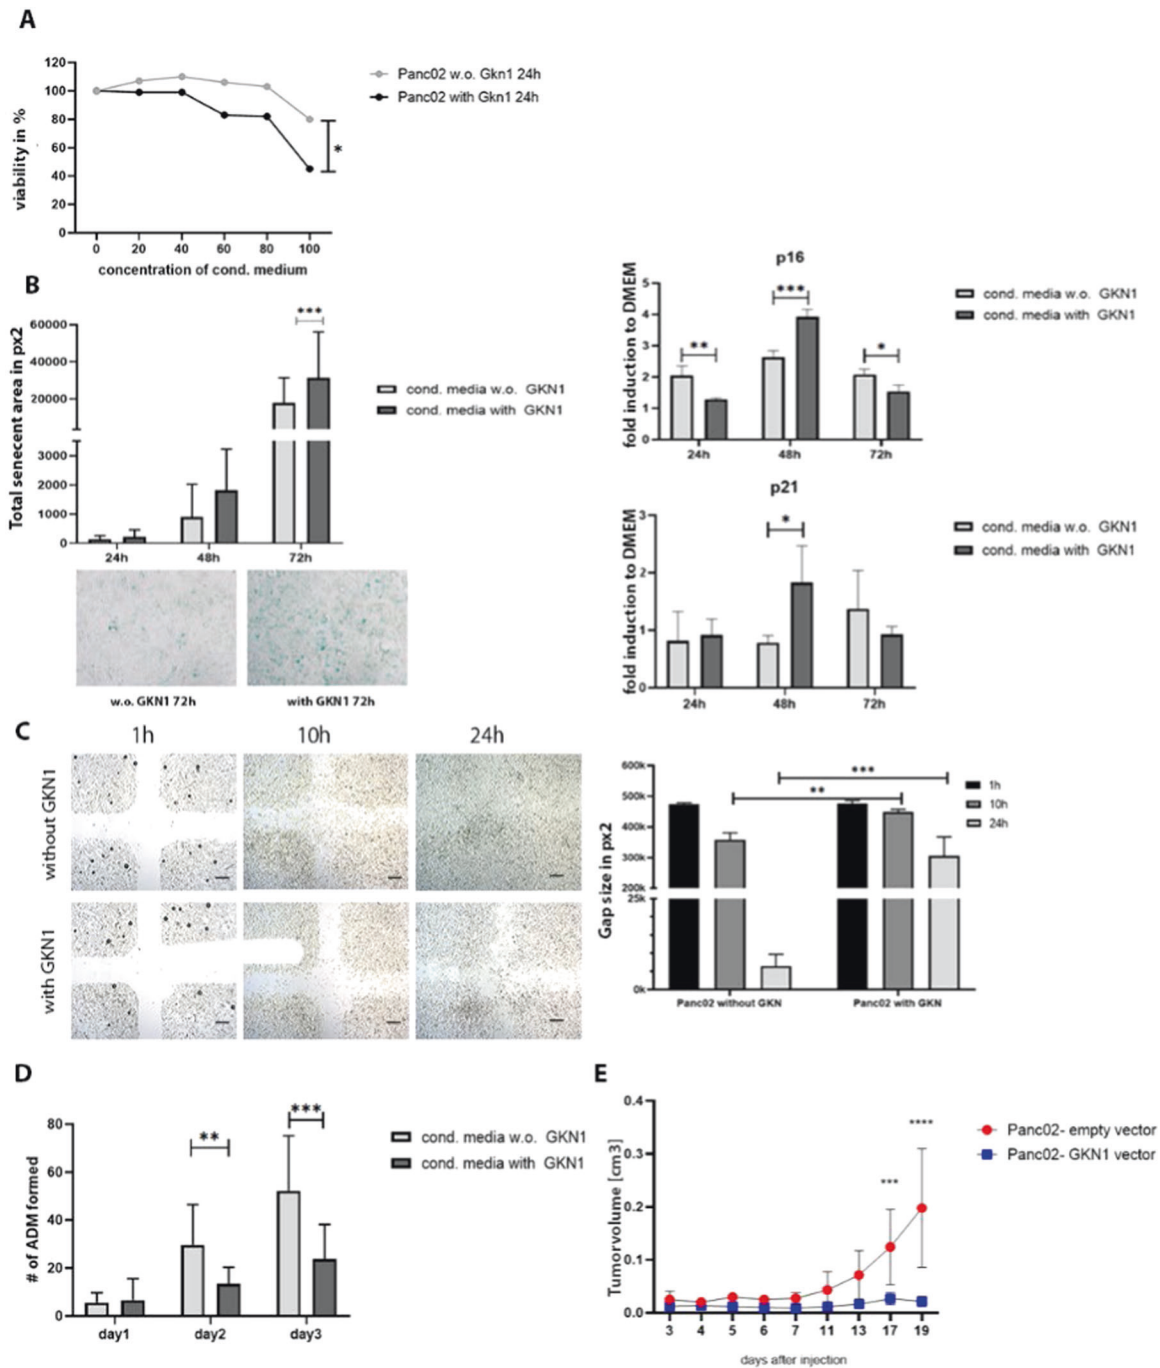 A
120
100
80
60
40
20
0
viability in %
0 20 40 60 80 100
concentration of cond. medium
Panc02 w.o. Gkn1 24h
Panc02 with Gkn1 24h
*
B
60000
40000
20000
3000
2000
1000
0
Total senecent area in px2
***
24h 48h 72h
cond. media w.o. GKN1
cond. media with GKN1
w.o. GKN1 72h
with GKN1 72h
p16
5
4
3
2
1
0
fold induction to DMEM
** *** *
24h 48h 72h
cond. media w.o. GKN1
cond. media with GKN1
p21
3
2
1
0
fold induction to DMEM
*
24h 48h 72h
cond. media w.o. GKN1
cond. media with GKN1
C
1h 10h 24h
without GKN1
with GKN1
600k
500k
400k
300k
200k
25k
0k
Gap size in px2
***
**
Panc02 without GKN Panc02 with GKN
1h
10h
24h
D
80
60
40
20
0
# of ADM formed
** ***
day1 day2 day3
cond. media w.o. GKN1
cond. media with GKN1
E
0.4
0.3
0.2
0.1
0.0
Tumorvolume [cm3]
***
****
3 4 5 6 7 11 13 17 19
days after injection
Panc02- empty vector
Panc02- GKN1 vector